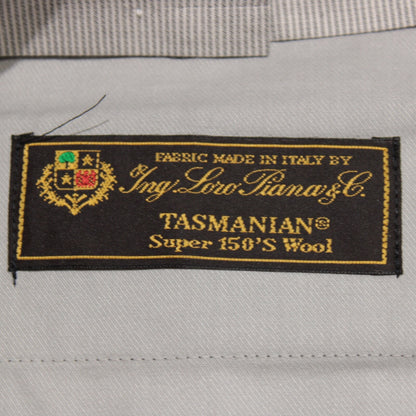 FABRIC MADE IN ITALY BY
Ing. Loro Piana & C.
TASMANIAN®
Super 150'S Wool